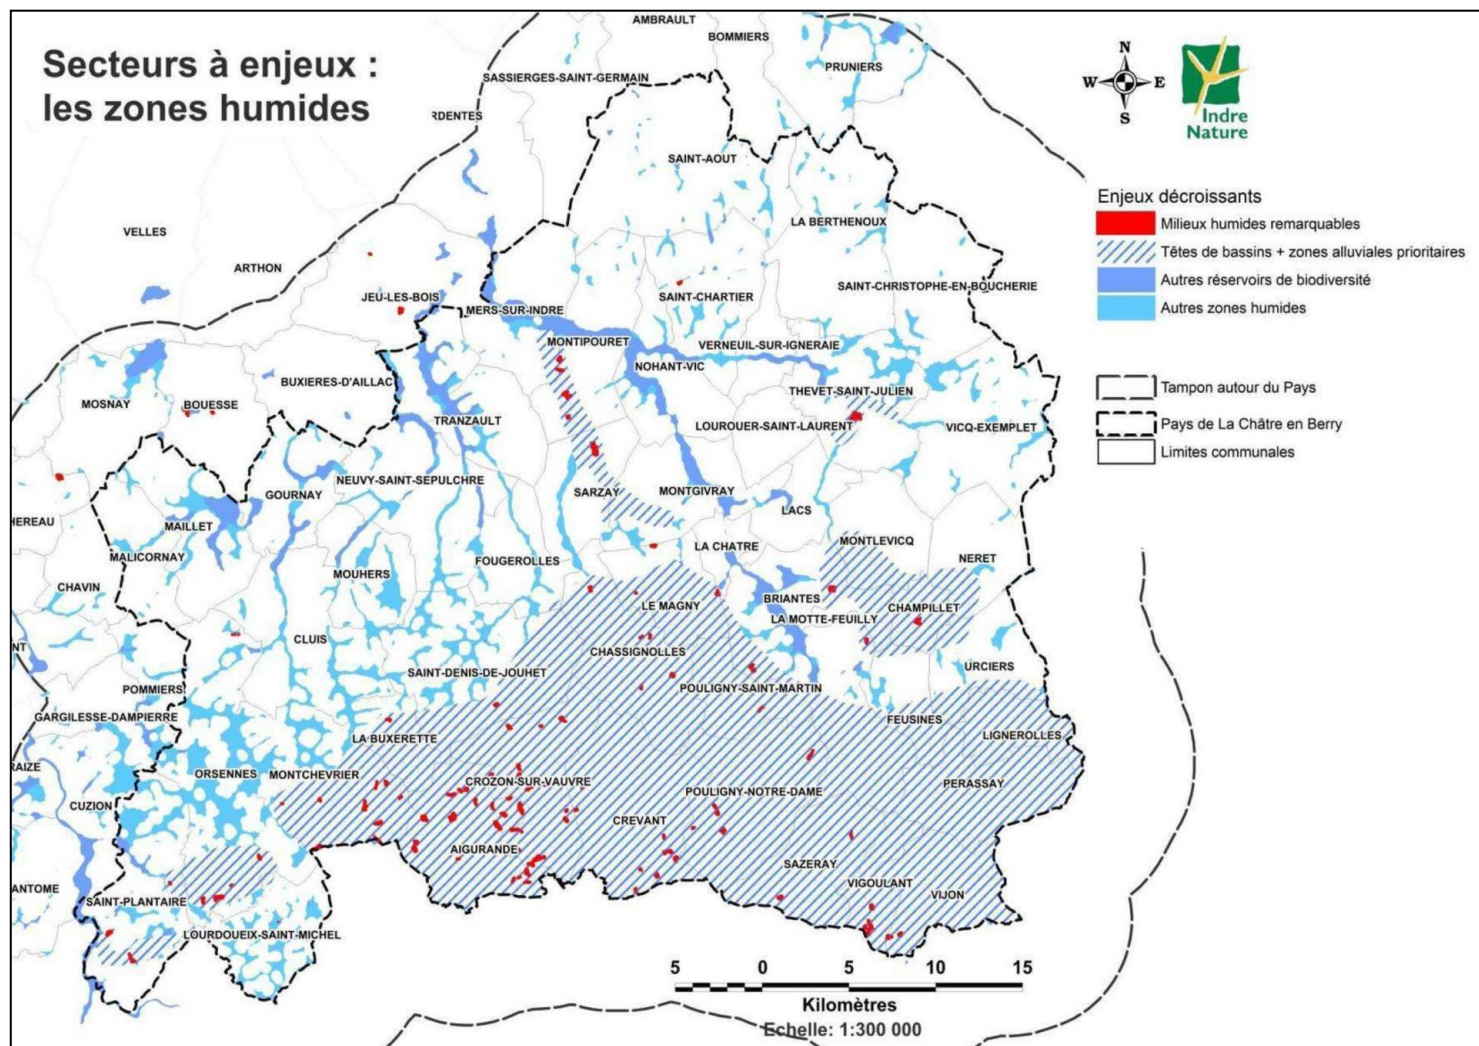 Secteurs à enjeux :
les zones humides
AMBRAULT
BOMMIERS
PRUNIERS
SASSIERGES-SAINT-GERMAIN
RDENTES
SAINT-AOUT
LA BERTHENOUX
VELLES
ARTHON
SAINT-CHRISTOPHE-EN-BOUCHERIE
JEU-LES-BOIS
SAINT-CHARTIER
MERS-SUR-INDRE
MONTIPOURET
VERNEUIL-SUR-IGNERAIE
NOHANT-VIC
BUXIERES-D'AILLAC
THEVET-SAINT-JULIEN
MOSNAY
BOUESSE
TRANZAULT
LOUROUER-SAINT-LAURENT
VICQ-EXEMPLET
NEUVY-SAINT-SEPULCHRE
GOURNAY
SARZAY
MONTGIVRAY
LACS
HEREAU
MAILLET
MALICORNAY
LA CHATRE
MONTLEVICQ
NERET
FOUGEROLLES
MOUHERS
CHAVIN
BRIANTES
LE MAGNY
LA MOTTE-FEUILLY
CHAMPILLET
CLUIS
NT
CHASSIGNOLLES
SAINT-DENIS-DE-JOUHET
URCIERS
POMMIERS
POULIGNY-SAINT-MARTIN
GARGILESSE-DAMPIERRE
FEUSINES
LIGNEROLLES
LA BUXERETTE
RAIZE
ORSENNES
MONTCHEVRIER
CROZON-SUR-VAUVRE
PERASSAY
POULIGNY-NOTRE-DAME
CUZION
CREVANT
AIGURANDE
SAZERAY
VIGOULANT
VIJON
ANTOME
SAINT-PLANTAIRE
LOURDOUEIX-SAINT-MICHEL
N
W
E
S
Indre
Nature
Enjeux décroissants
Milieux humides remarquables
Têtes de bassins + zones alluviales prioritaires
Autres réservoirs de biodiversité
Autres zones humides
Tampon autour du Pays
Pays de La Châtre en Berry
Limites communales
5 0 5 10 15
Kilomètres
Echelle: 1:300 000